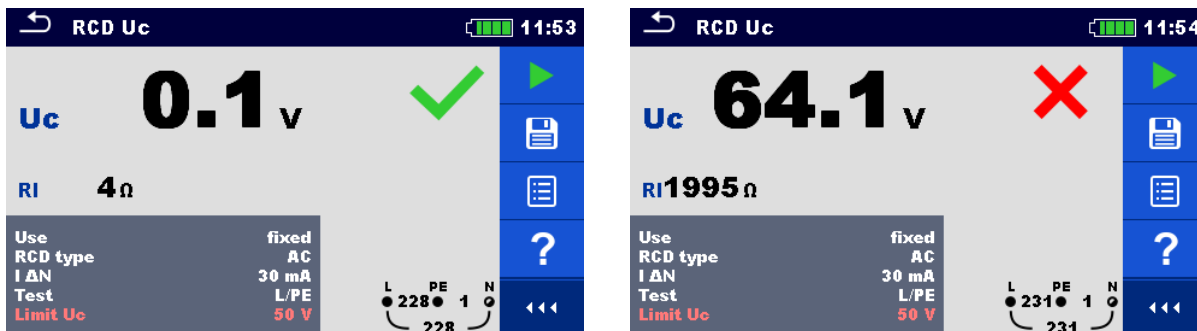 RCD Uc 11:53
Uc 0.1 V
RI 4 Ω
Use fixed
RCD type AC
I ΔN 30 mA
Test L/PE
Limit Uc 50 V
L PE N
228 1
228
?
RCD Uc 11:54
Uc 64.1 V
RI 1995 Ω
Use fixed
RCD type AC
I ΔN 30 mA
Test L/PE
Limit Uc 50 V
L PE N
231 1
231
?